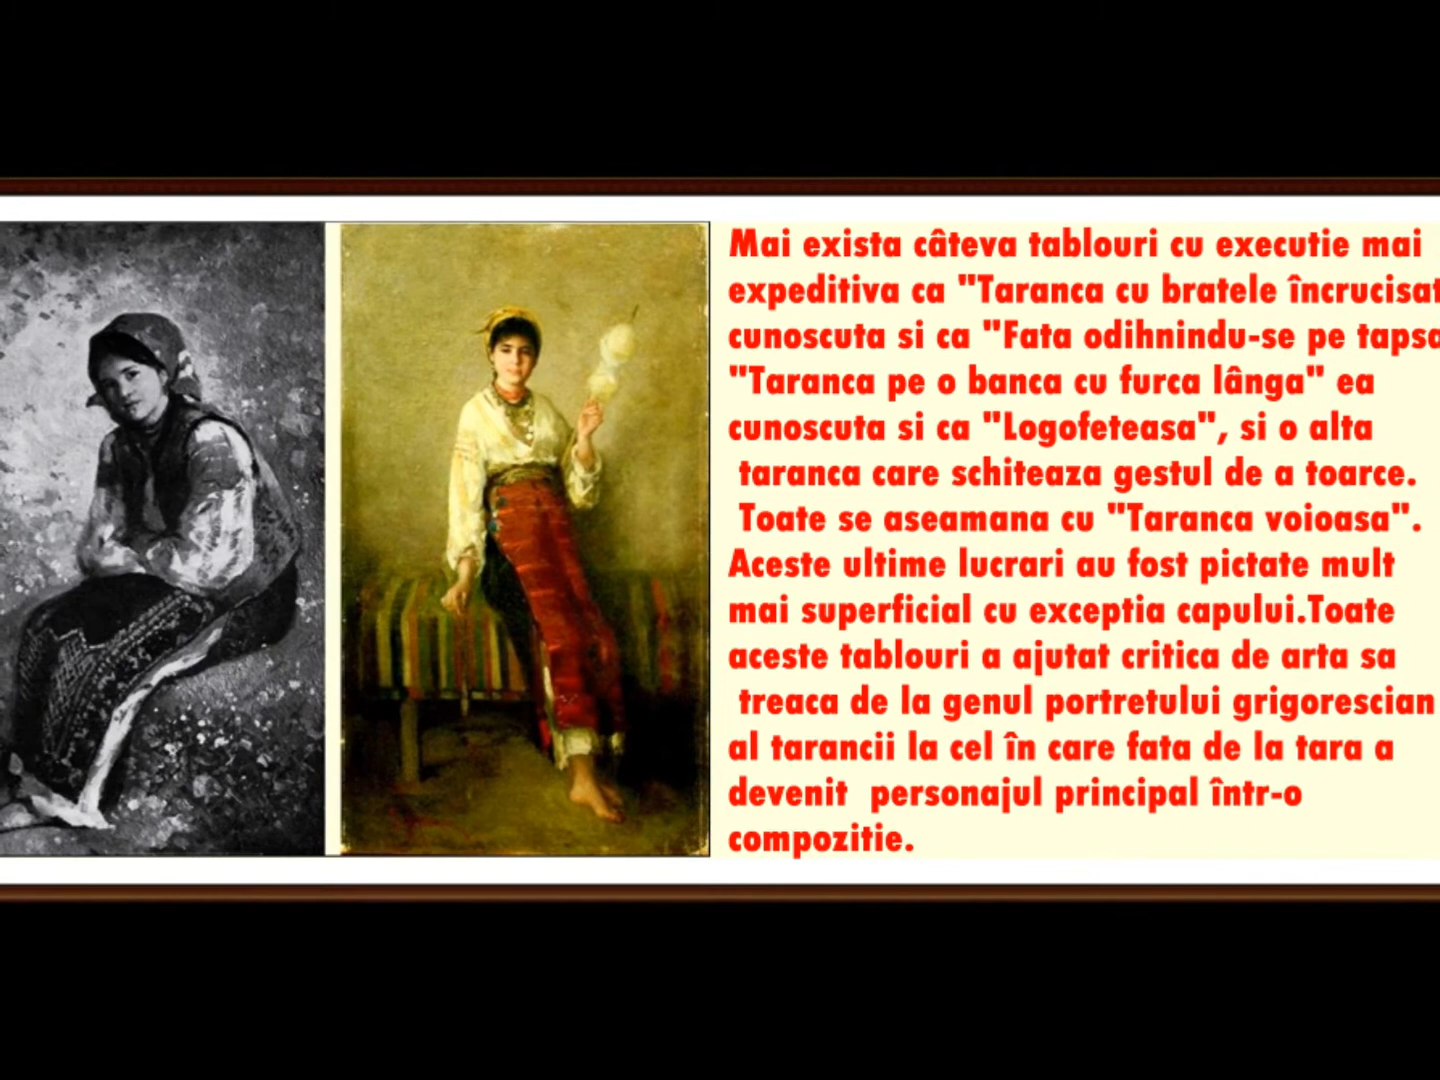 Mai exista câteva tablouri cu executie mai
expeditiva ca "Taranca cu bratele încrucisat
cunoscuta si ca "Fata odihnindu-se pe tapsa
"Taranca pe o banca cu furca lânga" ea
cunoscuta si ca "Logofeteasa", si o alta
taranca care schiteaza gestul de a toarce.
Toate se aseamana cu "Taranca voioasa".
Aceste ultime lucrari au fost pictate mult
mai superficial cu exceptia capului.Toate
aceste tablouri a ajutat critica de arta sa
treaca de la genul portretului grigorescian
al tarancii la cel în care fata de la tara a
devenit  personajul principal într-o
compozitie.